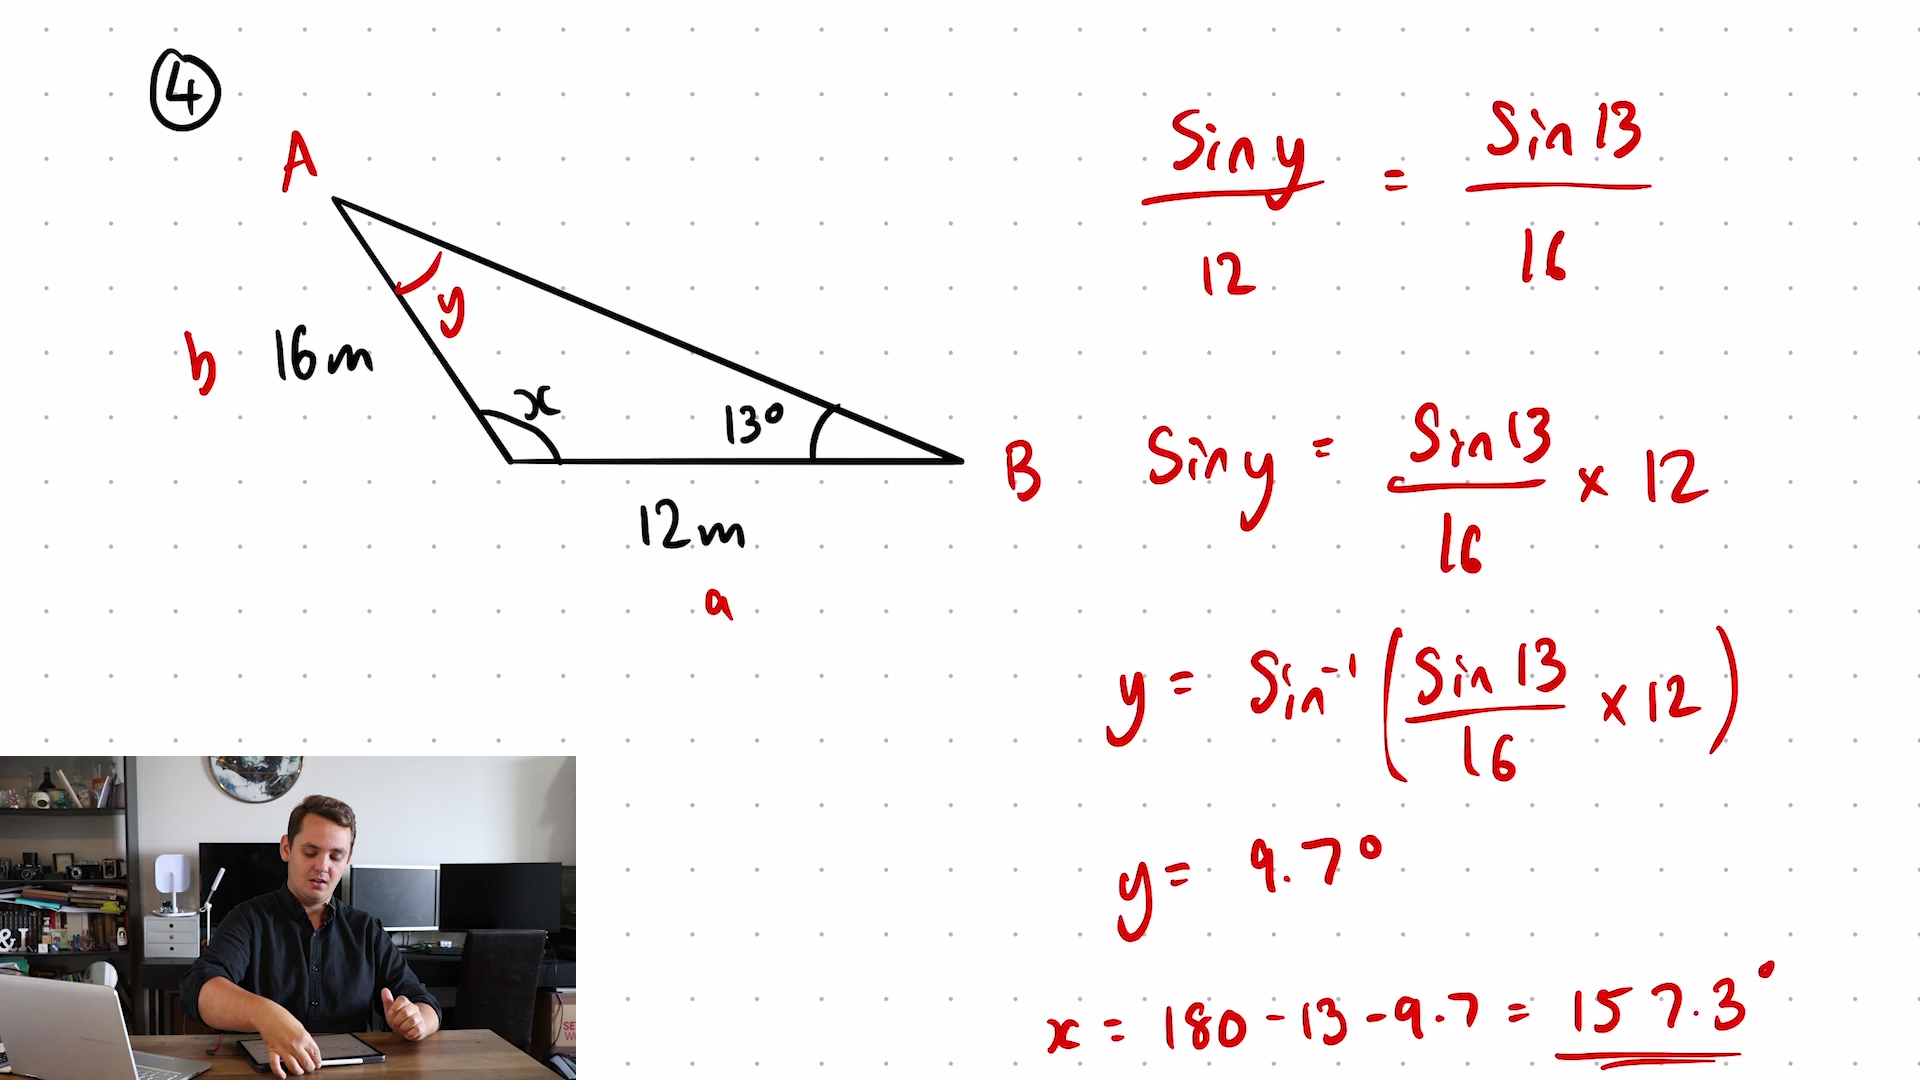 4
A
y
b 16m
x
13°
B
12m
a
Sin y / 12 = Sin 13 / 16
Sin y = Sin 13 / 16 × 12
y = Sin⁻¹ (Sin 13 / 16 × 12)
y = 9.7°
x = 180 - 13 - 9.7 = 157.3°
&